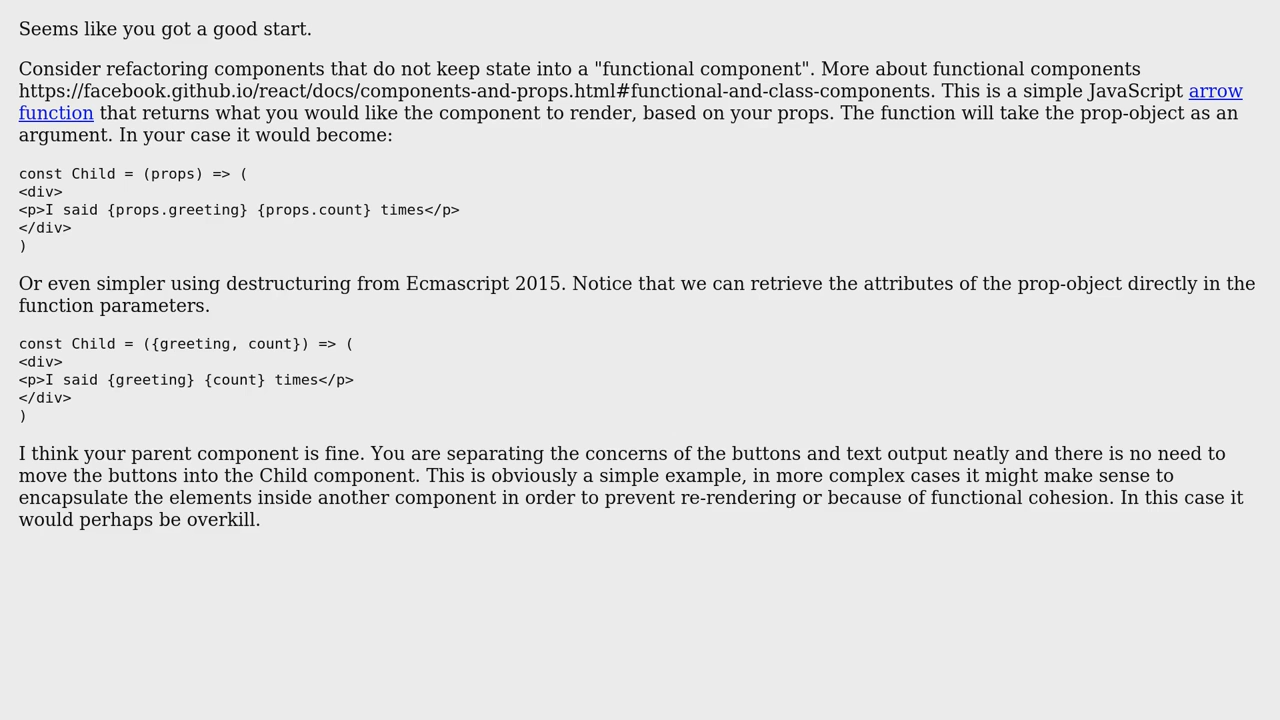 Seems like you got a good start.
Consider refactoring components that do not keep state into a "functional component". More about functional components
https://facebook.github.io/react/docs/components-and-props.html#functional-and-class-components. This is a simple JavaScript arrow
function that returns what you would like the component to render, based on your props. The function will take the prop-object as an
argument. In your case it would become:
const Child = (props) => (
<div>
<p>I said {props.greeting} {props.count} times</p>
</div>
)
Or even simpler using destructuring from Ecmascript 2015. Notice that we can retrieve the attributes of the prop-object directly in the
function parameters.
const Child = ({greeting, count}) => (
<div>
<p>I said {greeting} {count} times</p>
</div>
)
I think your parent component is fine. You are separating the concerns of the buttons and text output neatly and there is no need to
move the buttons into the Child component. This is obviously a simple example, in more complex cases it might make sense to
encapsulate the elements inside another component in order to prevent re-rendering or because of functional cohesion. In this case it
would perhaps be overkill.